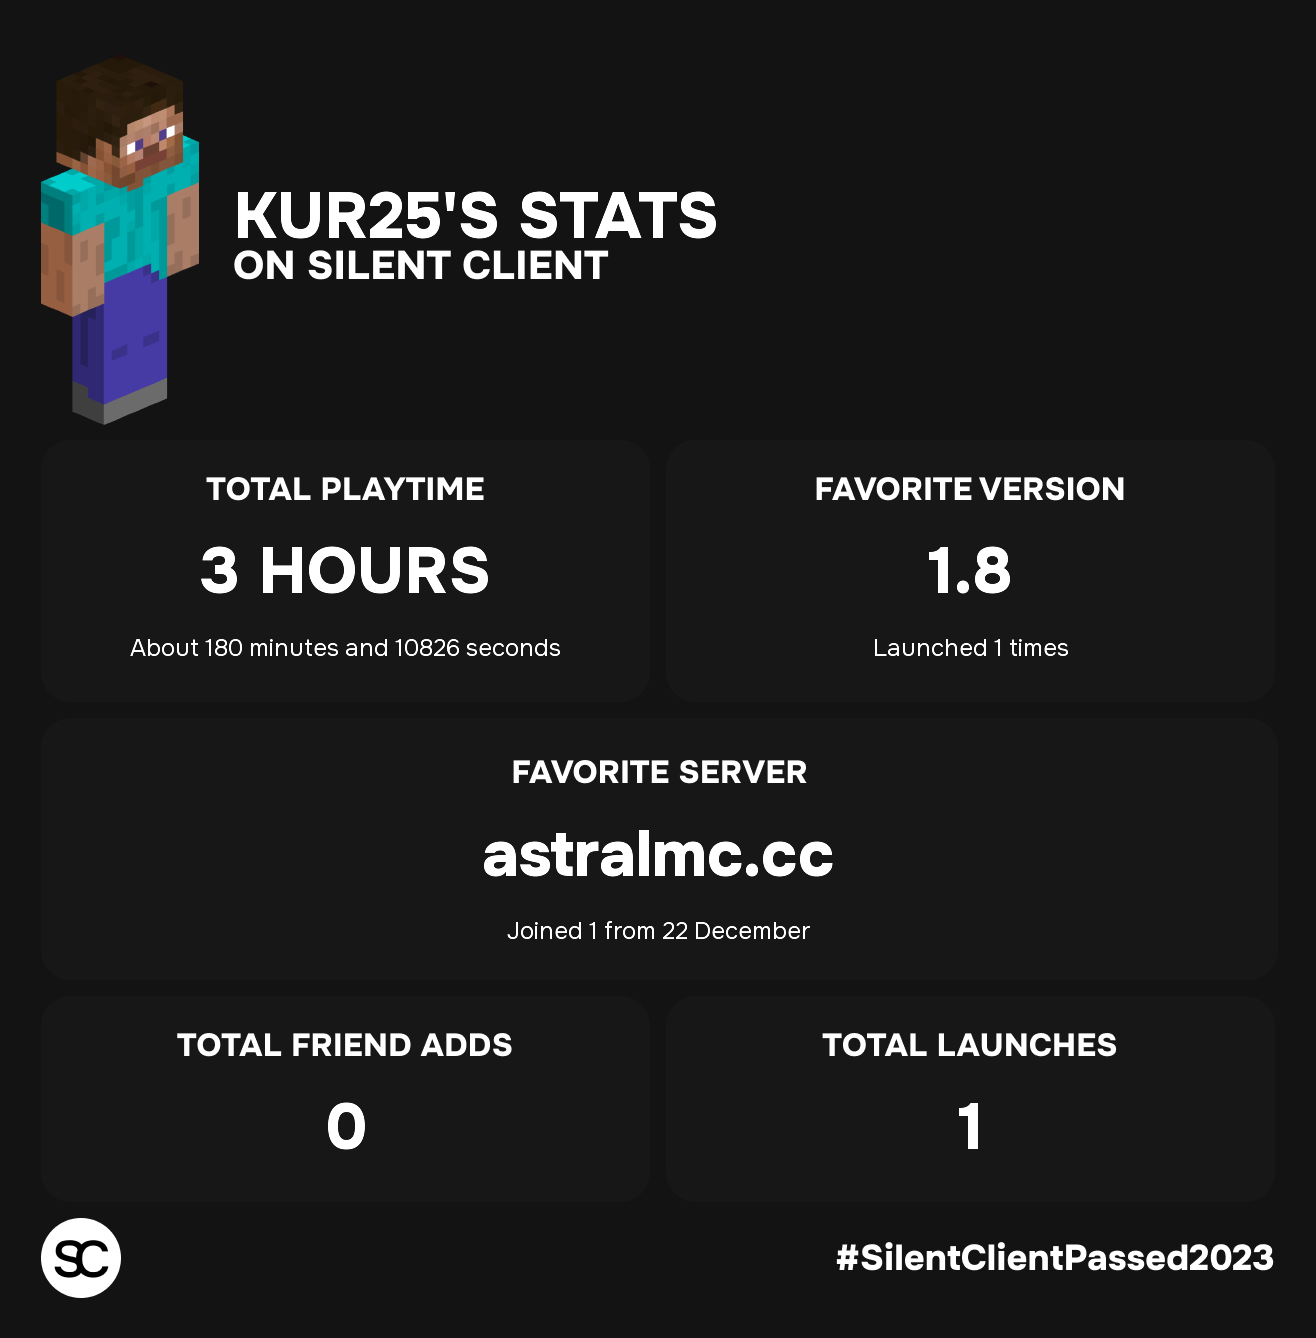 KUR25'S STATS
ON SILENT CLIENT
TOTAL PLAYTIME
3 HOURS
About 180 minutes and 10826 seconds
FAVORITE VERSION
1.8
Launched 1 times
FAVORITE SERVER
astralmc.cc
Joined 1 from 22 December
TOTAL FRIEND ADDS
0
TOTAL LAUNCHES
1
SC
#SilentClientPassed2023